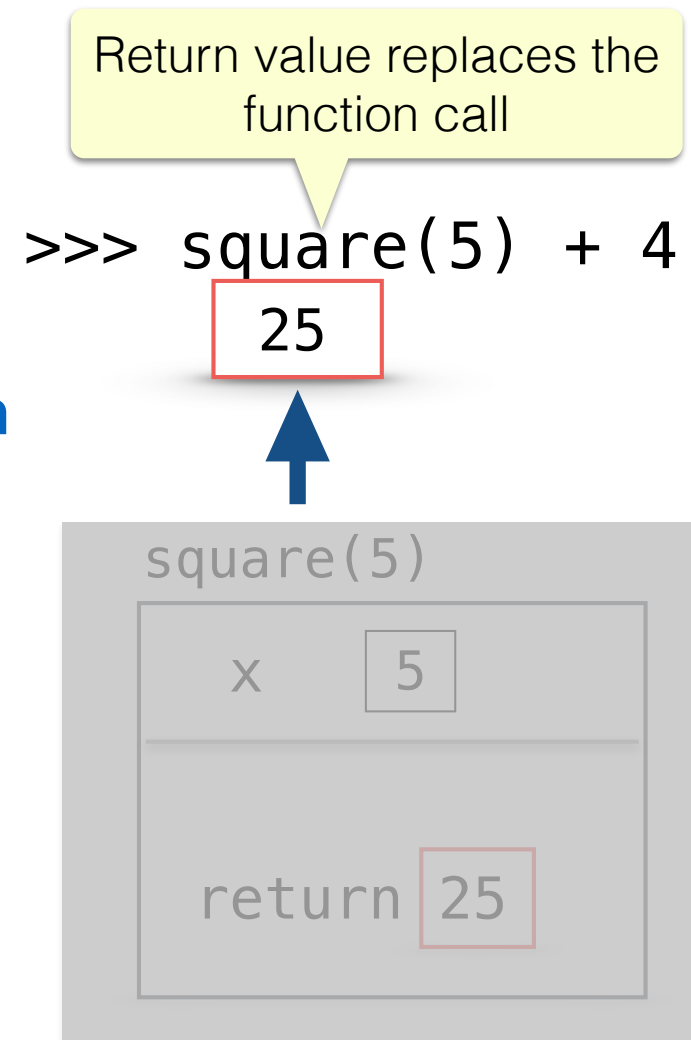 Return value replaces the
function call
>>> square(5) + 4
25
square(5)
x 5
return 25